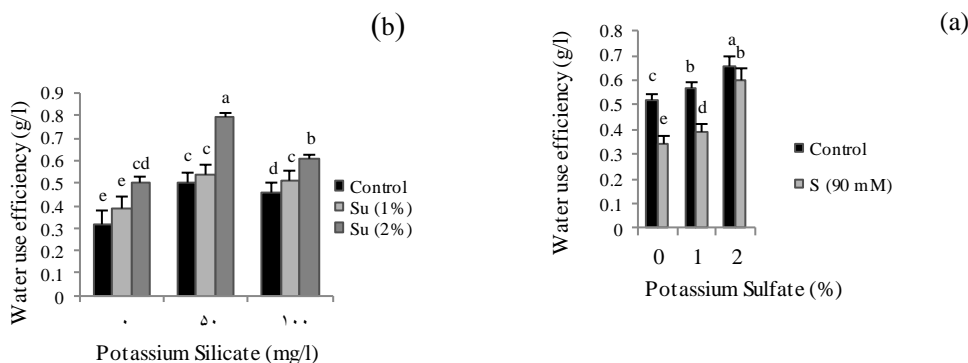 (b)
Water use efficiency (g/l)
0.9
0.8
0.7
0.6
0.5
0.4
0.3
0.2
0.1
0
e e cd
c c a
d c b
Control
Su (1%)
Su (2%)
۰ ۵۰ ۱۰۰
Potassium Silicate (mg/l)
(a)
Water use efficiency (g/l)
0.8
0.7
0.6
0.5
0.4
0.3
0.2
0.1
0
c e
b d
a b
Control
S (90 mM)
0 1 2
Potassium Sulfate (%)